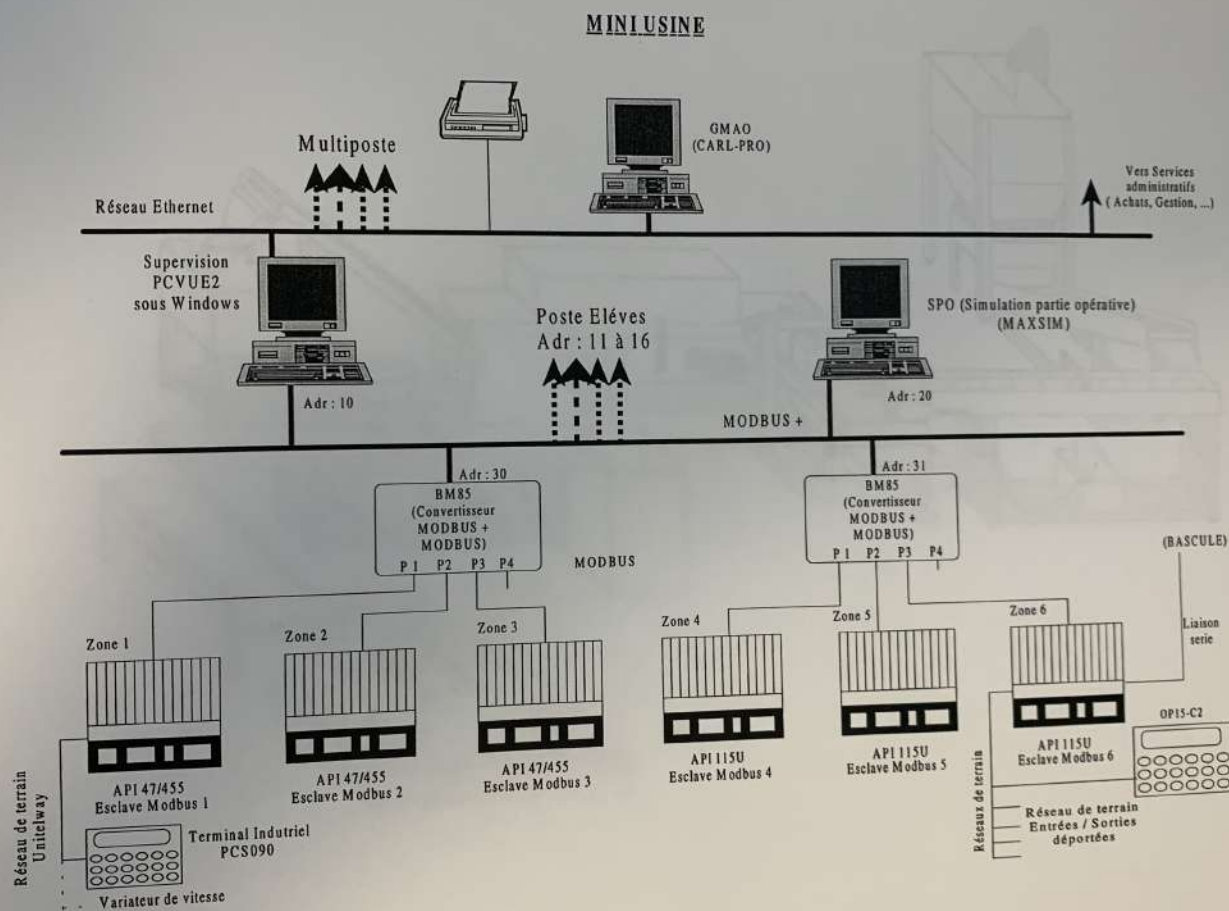 MINI USINE
Multiposte
GMAO
(CARL-PRO)
Vers Services
administratifs
( Achats, Gestion, ...)
Réseau Ethernet
Supervision
PCVUE2
sous Windows
Poste Eléves
Adr : 11 à 16
SPO (Simulation partie opérative)
(MAXSIM)
Adr : 10
Adr : 20
MODBUS +
Adr : 30
BM85
(Convertisseur
MODBUS +
MODBUS)
P 1 P2 P3 P4
MODBUS
Adr : 31
BM85
(Convertisseur
MODBUS +
MODBUS)
P 1 P2 P3 P4
(BASCULE)
Liaison
serie
Zone 1
Zone 2
Zone 3
Zone 4
Zone 5
Zone 6
API 47/455
Esclave Modbus 1
API 47/455
Esclave Modbus 2
API 47/455
Esclave Modbus 3
API 115U
Esclave Modbus 4
API 115U
Esclave Modbus 5
API 115U
Esclave Modbus 6
OP15-C2
Réseau de terrain
Unitelway
Terminal Indutriel
PCS090
Variateur de vitesse
Réseaux de terrain
Réseau de terrain
Entrées / Sorties
déportées